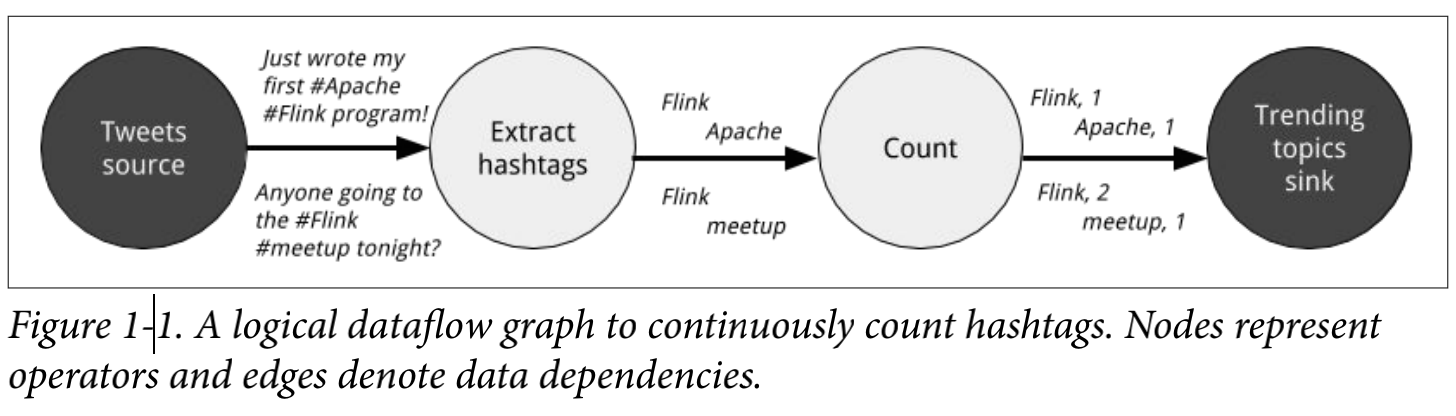 Tweets
source
Just wrote my
first #Apache
#Flink program!
Anyone going to
the #Flink
#meetup tonight?
Extract
hashtags
Flink
Apache
Flink
meetup
Count
Flink, 1
Apache, 1
Flink, 2
meetup, 1
Trending
topics
sink
Figure 1-1. A logical dataflow graph to continuously count hashtags. Nodes represent
operators and edges denote data dependencies.